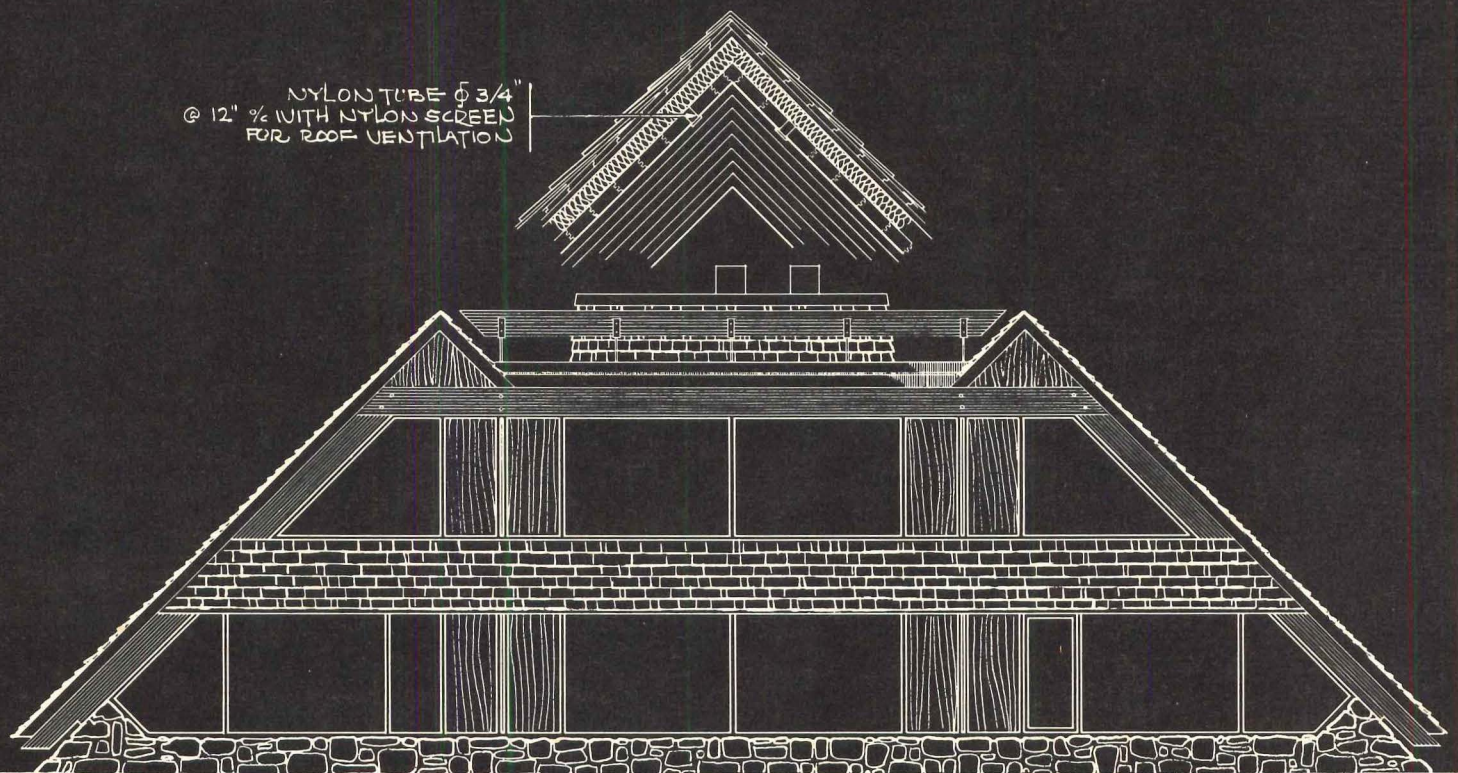 NYLON TUBE ϕ 3/4"
@ 12" % WITH NYLON SCREEN
FOR ROOF VENTILATION